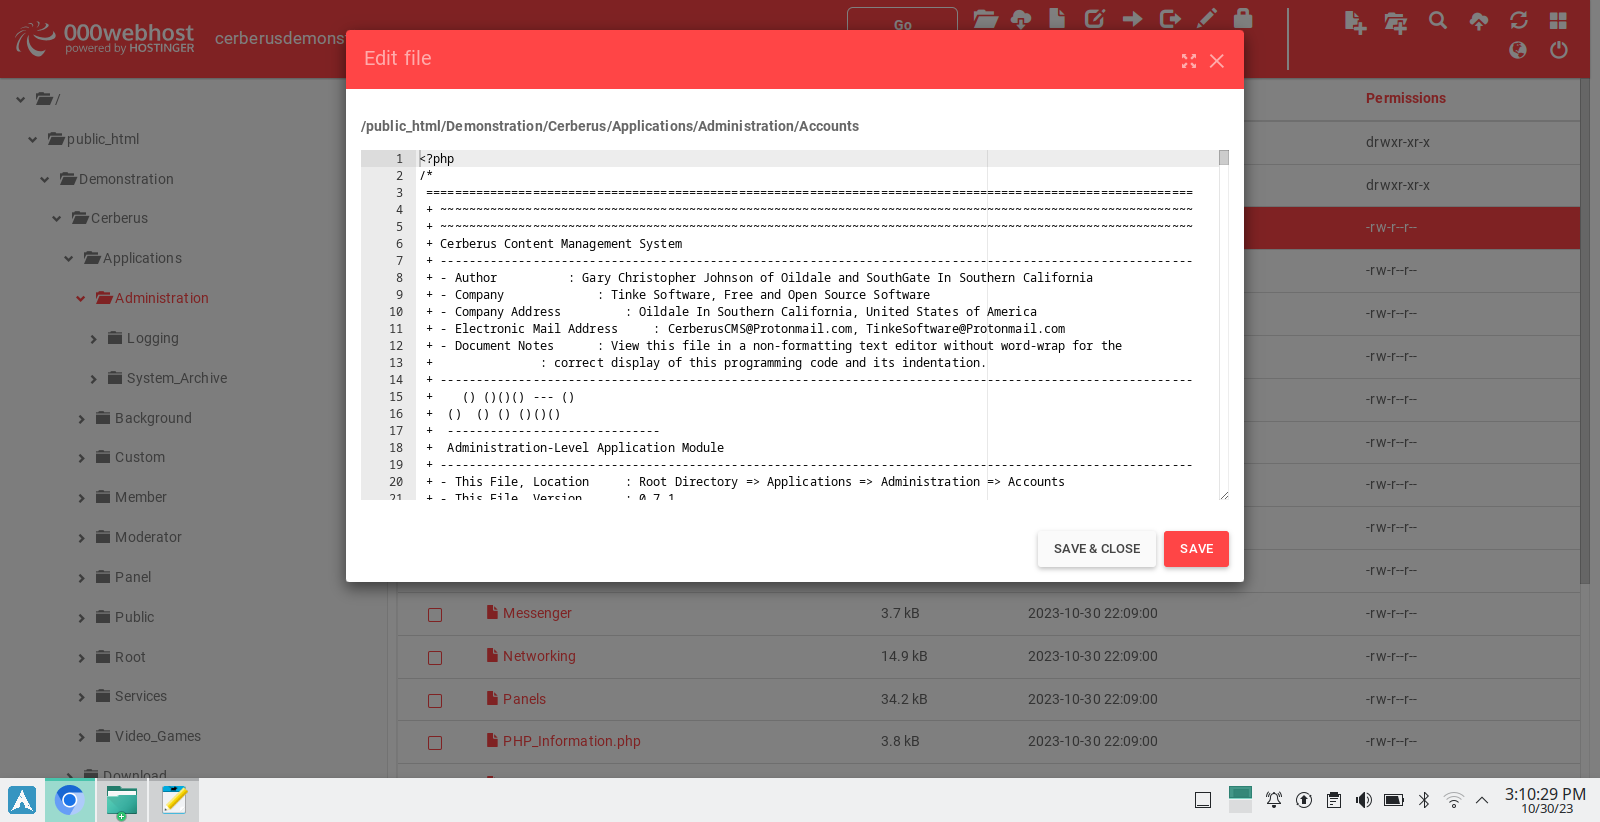 000webhost
powered by HOSTINGER
cerberusdemons
Go
Edit file
/public_html/Demonstration/Cerberus/Applications/Administration/Accounts
1 <?php
2 /*
3 ============================================================================================================
4 + ~~~~~~~~~~~~~~~~~~~~~~~~~~~~~~~~~~~~~~~~~~~~~~~~~~~~~~~~~~~~~~~~~~~~~~~~~~~~~~~~~~~~~~~~~~~~~~~~~~~~~~~~~~
5 + ~~~~~~~~~~~~~~~~~~~~~~~~~~~~~~~~~~~~~~~~~~~~~~~~~~~~~~~~~~~~~~~~~~~~~~~~~~~~~~~~~~~~~~~~~~~~~~~~~~~~~~~~~~
6 + Cerberus Content Management System
7 + ----------------------------------------------------------------------------------------------------------
8 + - Author : Gary Christopher Johnson of Oildale and SouthGate In Southern California
9 + - Company : Tinke Software, Free and Open Source Software
10 + - Company Address : Oildale In Southern California, United States of America
11 + - Electronic Mail Address : CerberusCMS@Protonmail.com, TinkeSoftware@Protonmail.com
12 + - Document Notes : View this file in a non-formatting text editor without word-wrap for the
13 + : correct display of this programming code and its indentation.
14 + ----------------------------------------------------------------------------------------------------------
15 + () ()()() --- ()
16 + () () () ()()()
17 + ------------------------------
18 + Administration-Level Application Module
19 + ----------------------------------------------------------------------------------------------------------
20 + - This File, Location : Root Directory => Applications => Administration => Accounts
21 + - This File, Version : 0.7.1
SAVE & CLOSE
SAVE
/
public_html
Demonstration
Cerberus
Applications
Administration
Logging
System_Archive
Background
Custom
Member
Moderator
Panel
Public
Root
Services
Video_Games
Download
Permissions
drwxr-xr-x
drwxr-xr-x
-rw-r--r--
-rw-r--r--
-rw-r--r--
-rw-r--r--
-rw-r--r--
-rw-r--r--
-rw-r--r--
-rw-r--r--
-rw-r--r--
Messenger 3.7 kB 2023-10-30 22:09:00 -rw-r--r--
Networking 14.9 kB 2023-10-30 22:09:00 -rw-r--r--
Panels 34.2 kB 2023-10-30 22:09:00 -rw-r--r--
PHP_Information.php 3.8 kB 2023-10-30 22:09:00 -rw-r--r--
3:10:29 PM
10/30/23